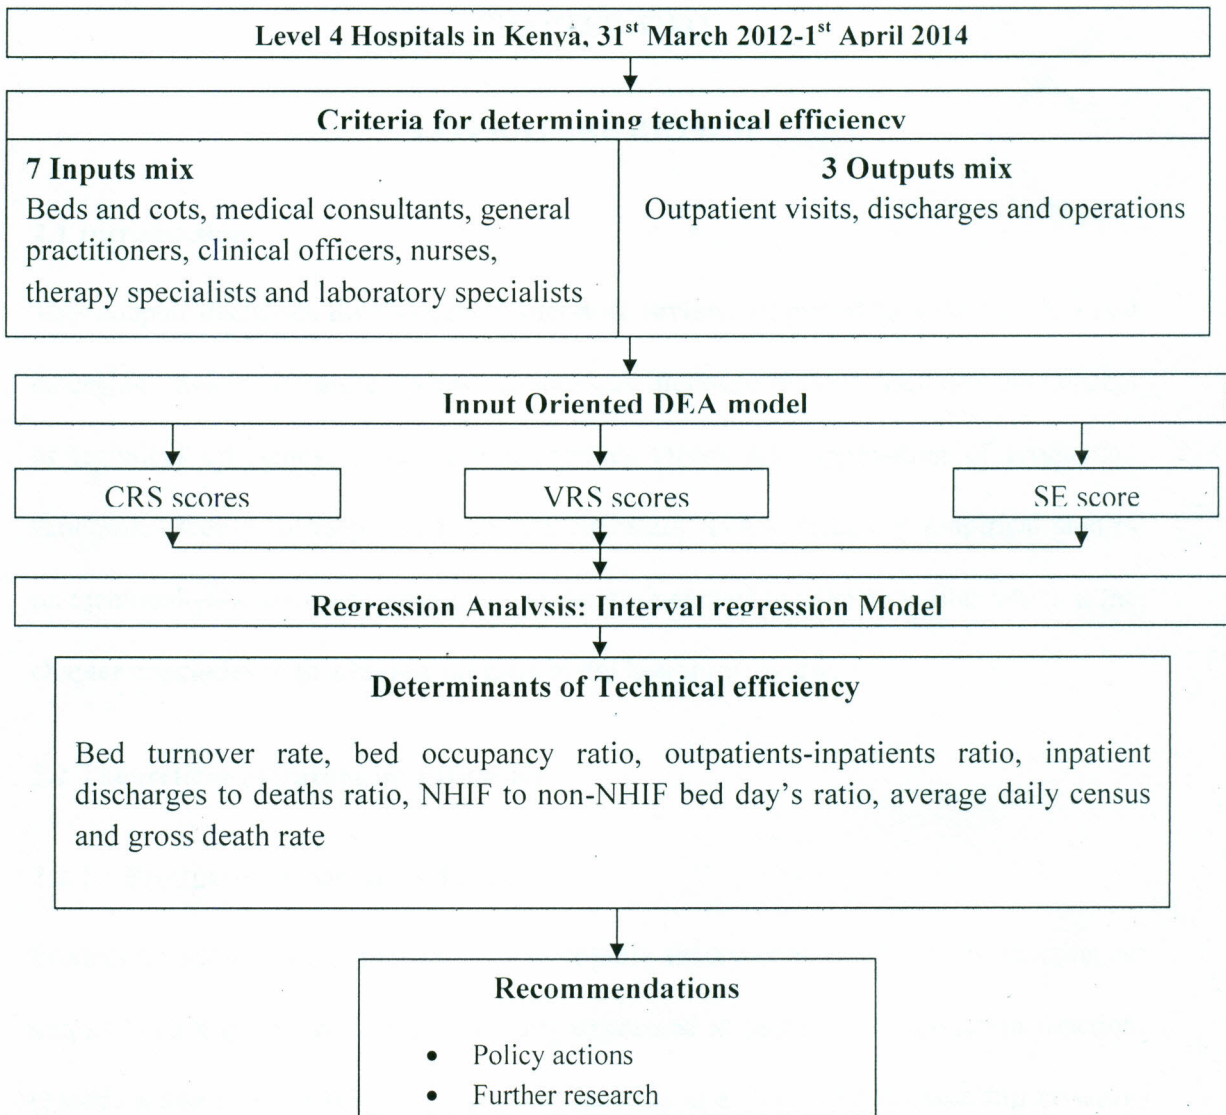 Level 4 Hospitals in Kenya, 31st March 2012-1st April 2014
Criteria for determining technical efficiency
7 Inputs mix
Beds and cots, medical consultants, general
practitioners, clinical officers, nurses,
therapy specialists and laboratory specialists
3 Outputs mix
Outpatient visits, discharges and operations
Input Oriented DEA model
CRS scores
VRS scores
SE score
Regression Analysis: Interval regression Model
Determinants of Technical efficiency
Bed turnover rate, bed occupancy ratio, outpatients-inpatients ratio, inpatient
discharges to deaths ratio, NHIF to non-NHIF bed day's ratio, average daily census
and gross death rate
Recommendations
• Policy actions
• Further research